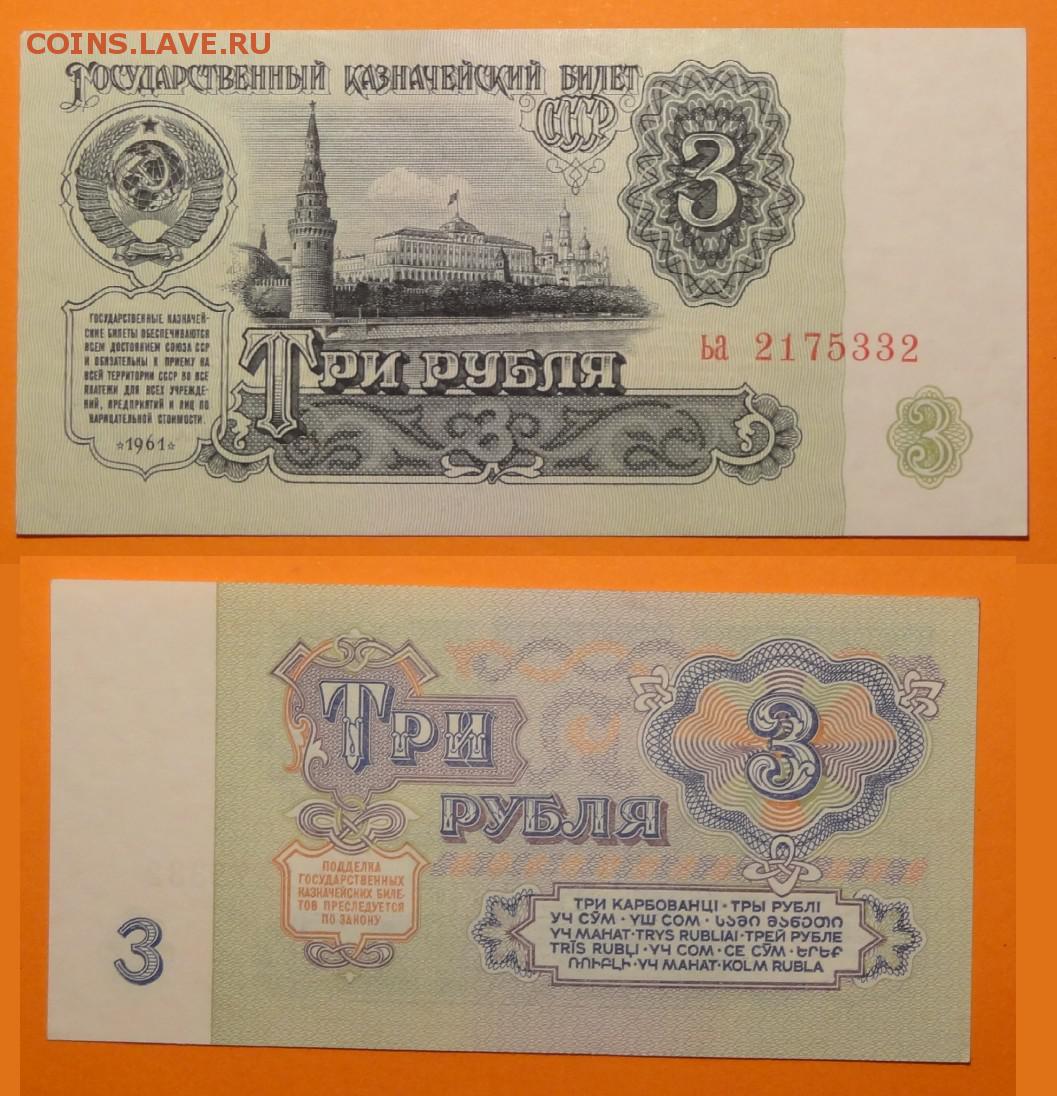 COINS.LAVE.RU
ГОСУДАРСТВЕННЫЙ КАЗНАЧЕЙСКИЙ БИЛЕТ
СССР
3
ГОСУДАРСТВЕННЫЕ КАЗНАЧЕЙ-
СКИЕ БИЛЕТЫ ОБЕСПЕЧИВАЮТСЯ
ВСЕМ ДОСТОЯНИЕМ СОЮЗА ССР
И ОБЯЗАТЕЛЬНЫ К ПРИЕМУ НА
ВСЕЙ ТЕРРИТОРИИ СССР ВО ВСЕ
ПЛАТЕЖИ ДЛЯ ВСЕХ УЧРЕЖДЕ-
НИЙ, ПРЕДПРИЯТИЙ И ЛИЦ ПО
НАРИЦАТЕЛЬНОЙ СТОИМОСТИ.
☆1961☆
ТРИ РУБЛЯ
ьа 2175332
3
3
ТРИ
РУБЛЯ
3
ПОДДЕЛКА
ГОСУДАРСТВЕННЫХ
КАЗНАЧЕЙСКИХ БИЛЕ-
ТОВ ПРЕСЛЕДУЕТСЯ
ПО ЗАКОНУ
3
ТРИ КАРБОВАНЦІ · ТРЫ РУБЛІ
УЧ СЎМ · ҮШ СОМ · ᲡᲐᲛᲘ ᲛᲐᲜᲔᲗᲘ
ҮЧ МАНАТ · TRYS RUBLIAI · ТРЕЙ РУБЛЕ
TRĪS RUBĻI · ҮЧ СОМ · СЕ СӮМ · ԵՐԵՔ
ՌՈՒԲԼԻ · ҮЧ МАНАТ · KOLM RUBLA